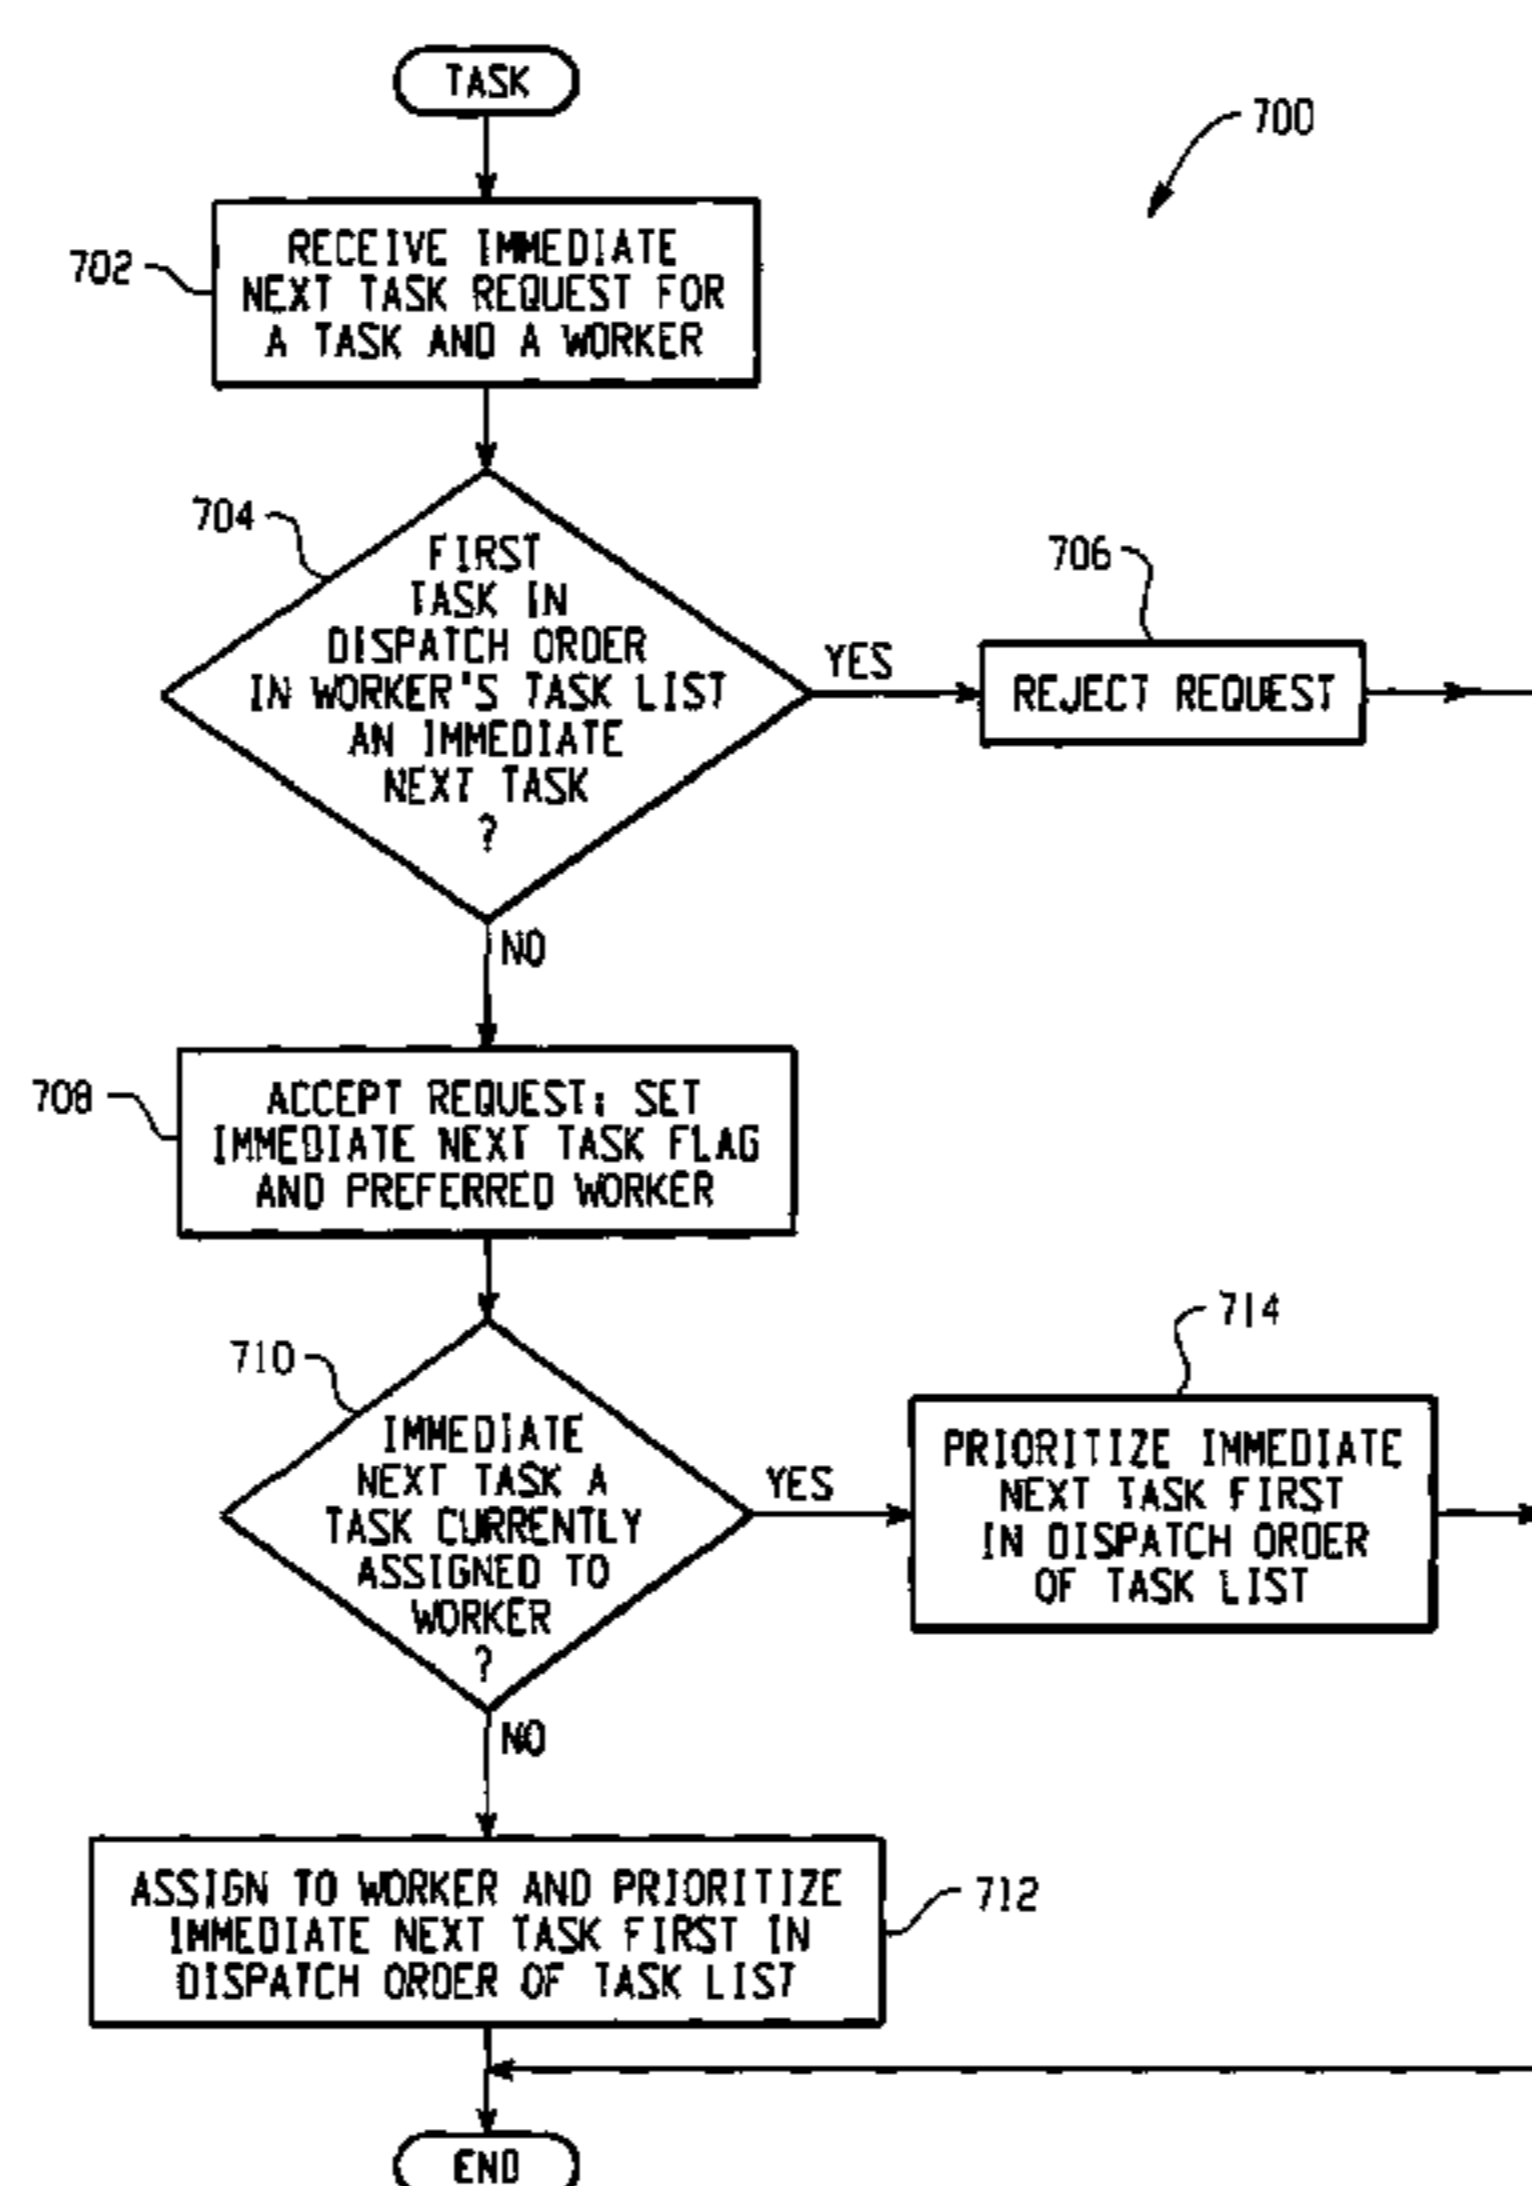 TASK
700
702
RECEIVE IMMEDIATE
NEXT TASK REQUEST FOR
A TASK AND A WORKER
704
FIRST
TASK IN
DISPATCH ORDER
IN WORKER'S TASK LIST
AN IMMEDIATE
NEXT TASK
?
YES
706
REJECT REQUEST
NO
708
ACCEPT REQUEST; SET
IMMEDIATE NEXT TASK FLAG
AND PREFERRED WORKER
710
IMMEDIATE
NEXT TASK A
TASK CURRENTLY
ASSIGNED TO
WORKER
?
YES
714
PRIORITIZE IMMEDIATE
NEXT TASK FIRST
IN DISPATCH ORDER
OF TASK LIST
NO
ASSIGN TO WORKER AND PRIORITIZE
IMMEDIATE NEXT TASK FIRST IN
DISPATCH ORDER OF TASK LIST
712
END